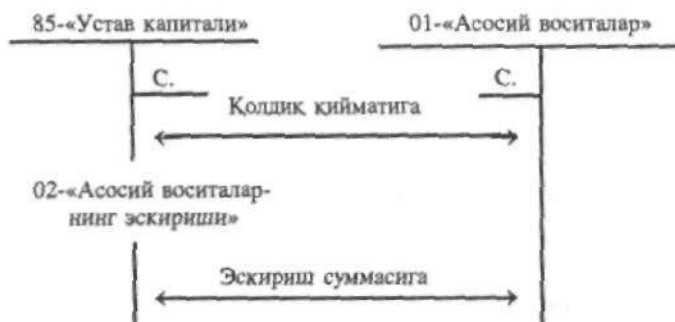 85-«Устав капитали»
01-«Асосий воситалар»
С.
С.
Қолдиқ қийматига
02-«Асосий воситалар-
нинг эскириши»
Эскириш суммасига